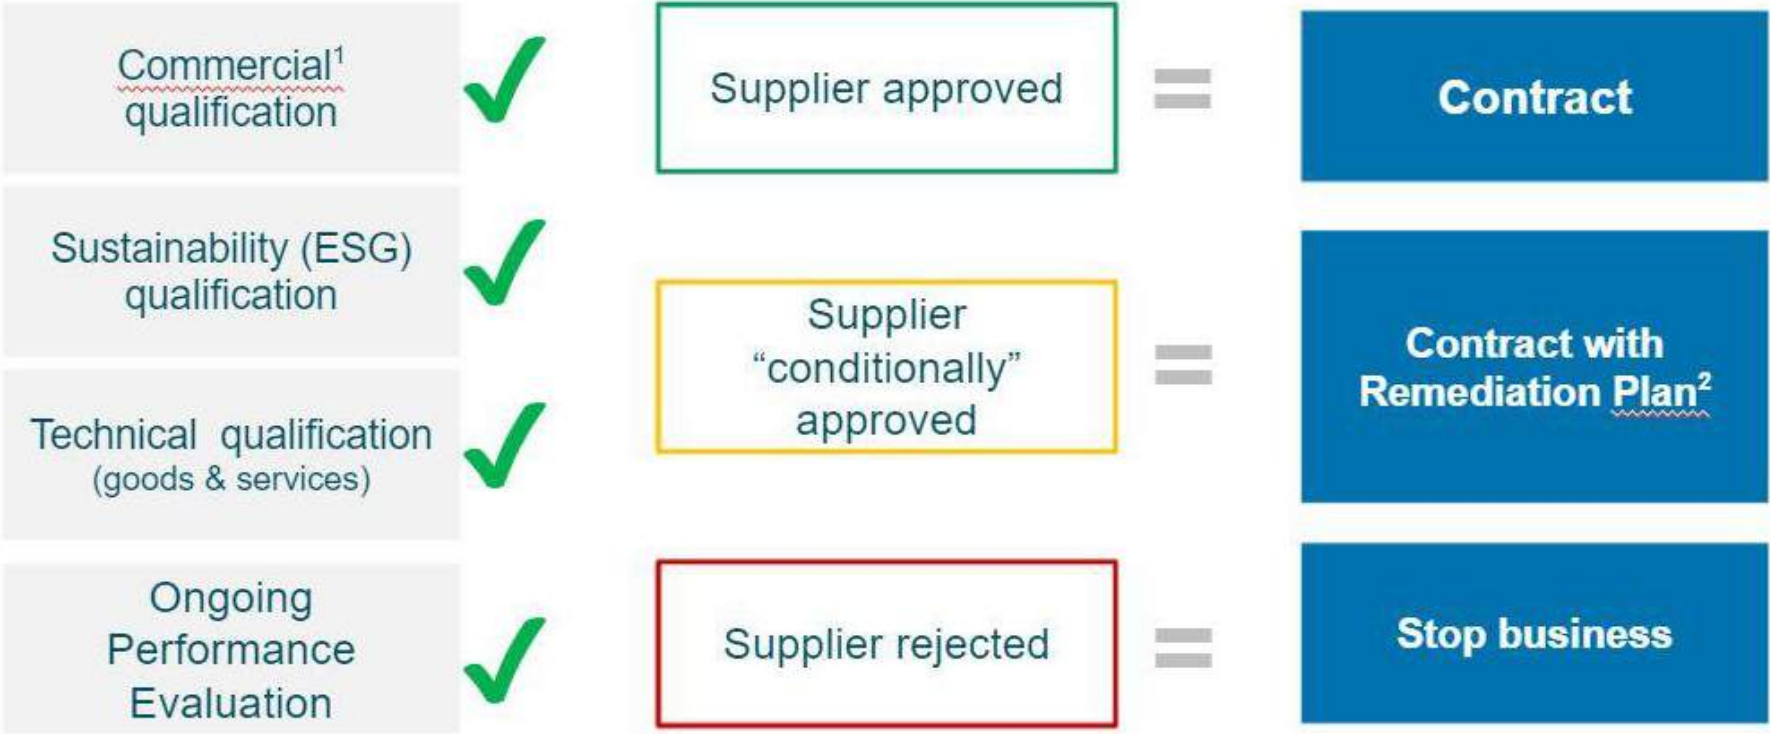 Commercial¹
qualification
Supplier approved
=
Contract
Sustainability (ESG)
qualification
Supplier
“conditionally”
approved
=
Contract with
Remediation Plan²
Technical qualification
(goods & services)
Ongoing
Performance
Evaluation
Supplier rejected
=
Stop business